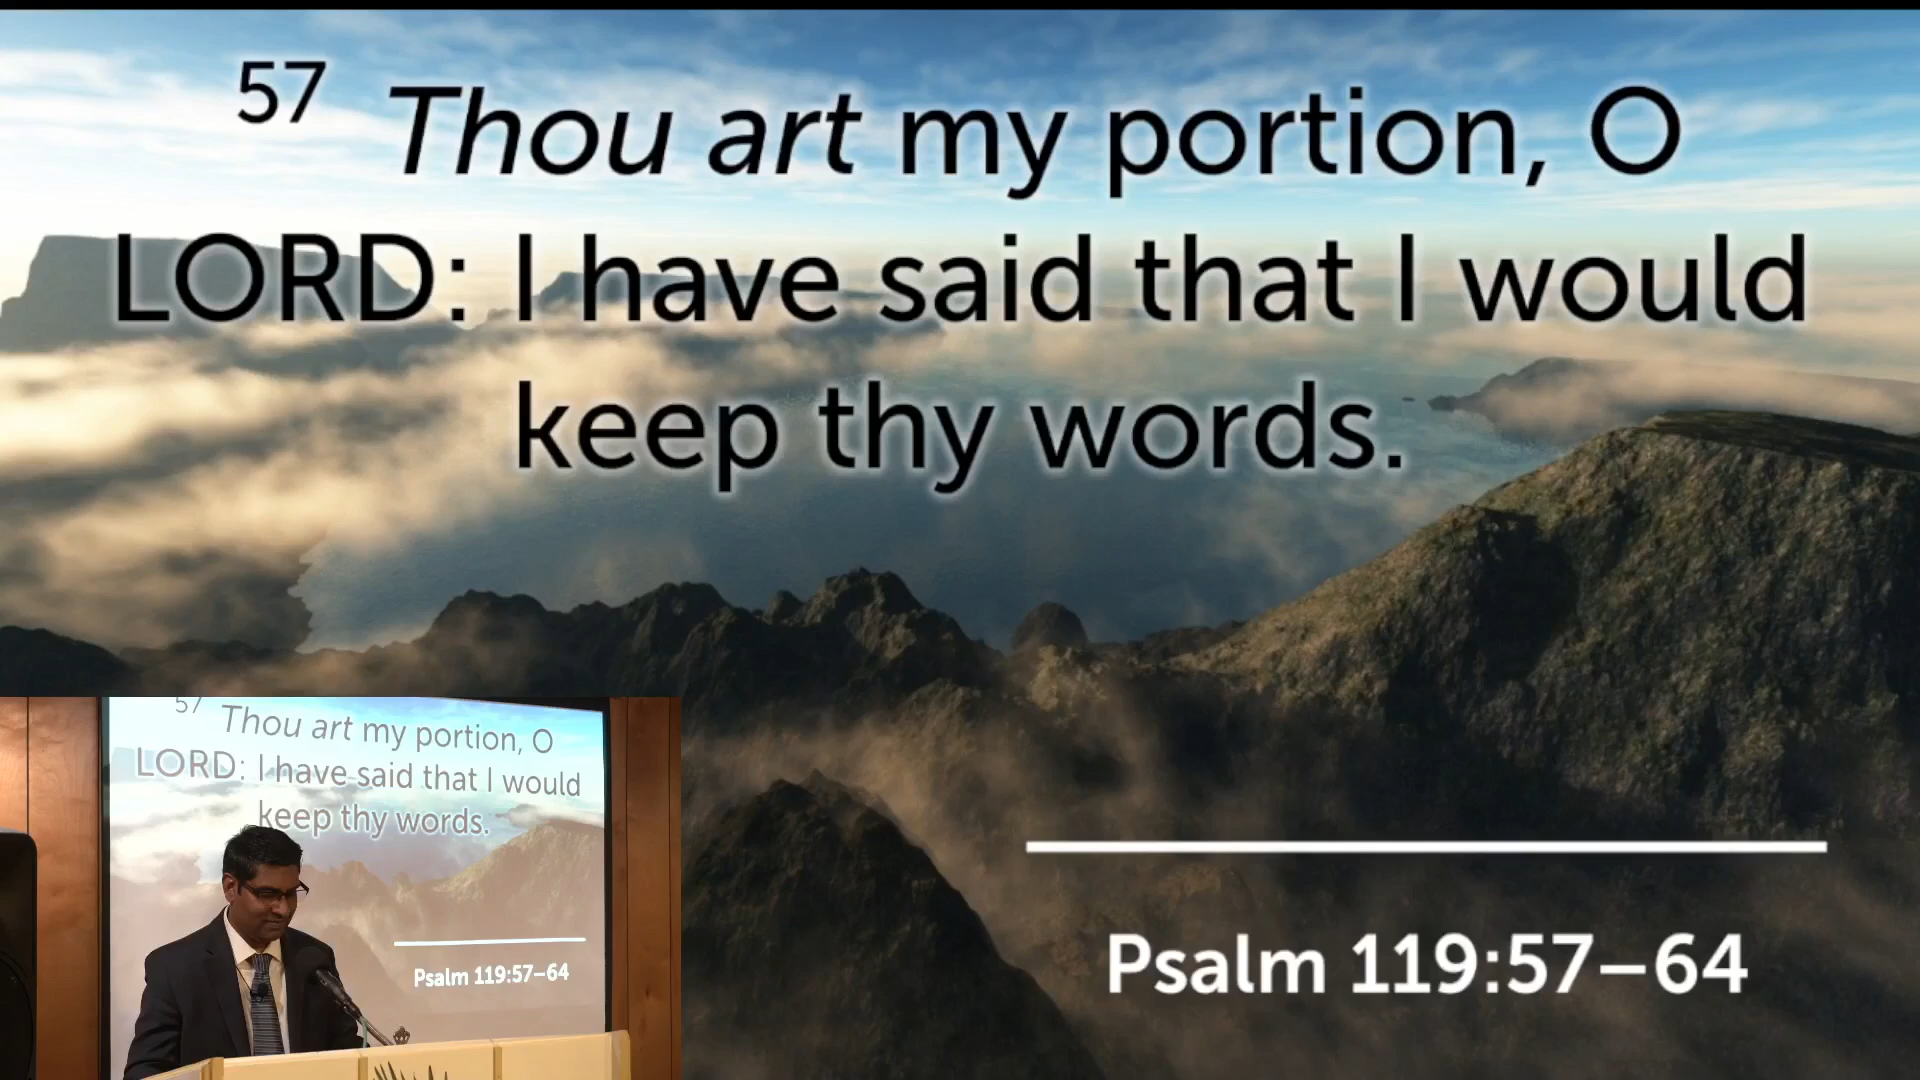 57 Thou art my portion, O
LORD: I have said that I would
keep thy words.
Psalm 119:57–64
57 Thou art my portion, O
LORD: I have said that I would
keep thy words.
Psalm 119:57–64